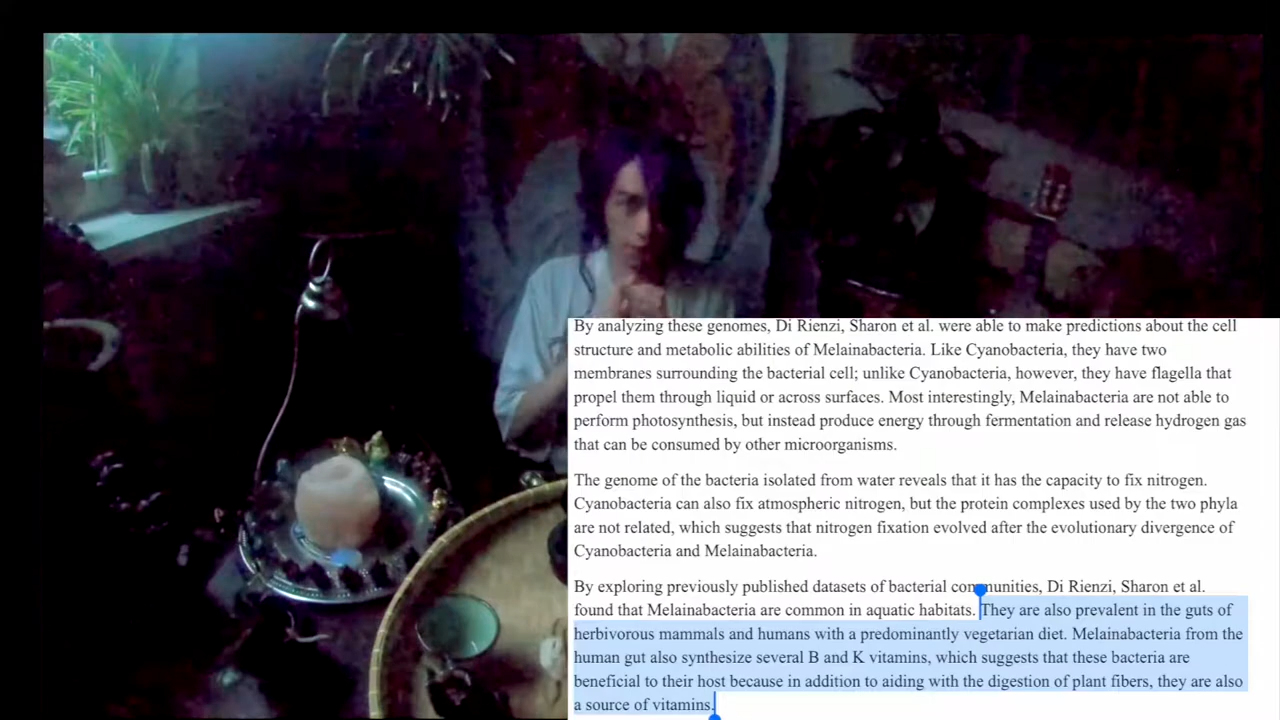 By analyzing these genomes, Di Rienzi, Sharon et al. were able to make predictions about the cell
structure and metabolic abilities of Melainabacteria. Like Cyanobacteria, they have two
membranes surrounding the bacterial cell; unlike Cyanobacteria, however, they have flagella that
propel them through liquid or across surfaces. Most interestingly, Melainabacteria are not able to
perform photosynthesis, but instead produce energy through fermentation and release hydrogen gas
that can be consumed by other microorganisms.
The genome of the bacteria isolated from water reveals that it has the capacity to fix nitrogen.
Cyanobacteria can also fix atmospheric nitrogen, but the protein complexes used by the two phyla
are not related, which suggests that nitrogen fixation evolved after the evolutionary divergence of
Cyanobacteria and Melainabacteria.
By exploring previously published datasets of bacterial communities, Di Rienzi, Sharon et al.
found that Melainabacteria are common in aquatic habitats. They are also prevalent in the guts of
herbivorous mammals and humans with a predominantly vegetarian diet. Melainabacteria from the
human gut also synthesize several B and K vitamins, which suggests that these bacteria are
beneficial to their host because in addition to aiding with the digestion of plant fibers, they are also
a source of vitamins.